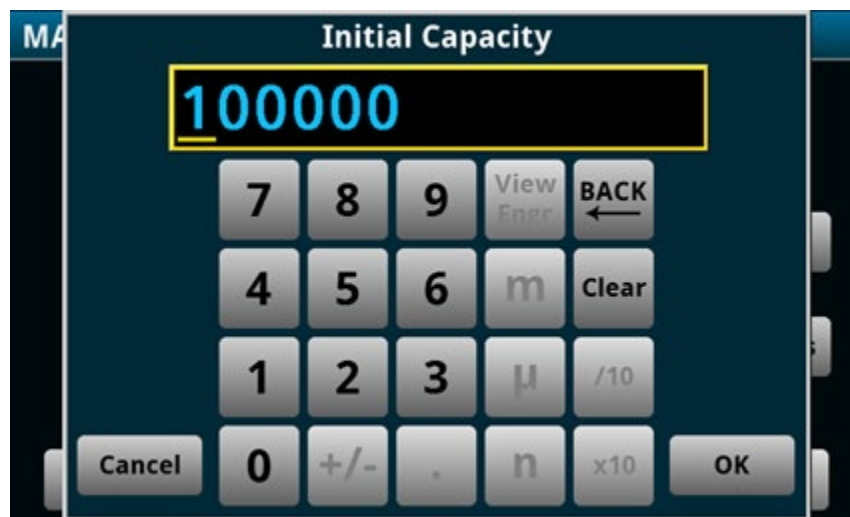 MA
Initial Capacity
100000
7 8 9 View Engr BACK
4 5 6 m Clear
1 2 3 µ /10
Cancel 0 +/- . n x10 OK
s